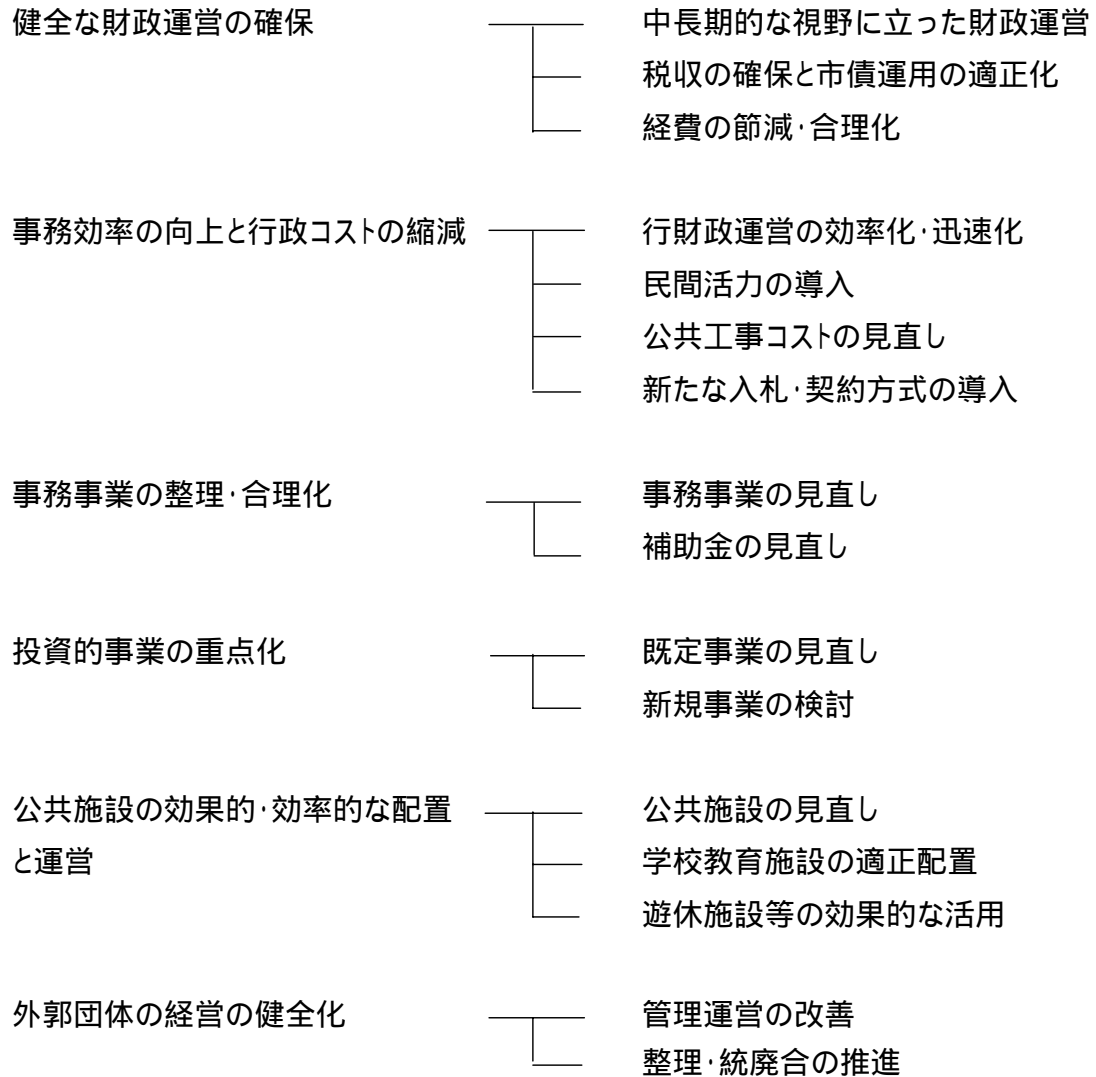 健全な財政運営の確保 中長期的な視野に立った財政運営
税収の確保と市債運用の適正化
経費の節減・合理化
事務効率の向上と行政コストの縮減 行財政運営の効率化・迅速化
民間活力の導入
公共工事コストの見直し
新たな入札・契約方式の導入
事務事業の整理・合理化 事務事業の見直し
補助金の見直し
投資的事業の重点化 既定事業の見直し
新規事業の検討
公共施設の効果的・効率的な配置 公共施設の見直し
と運営 学校教育施設の適正配置
遊休施設等の効果的な活用
外郭団体の経営の健全化 管理運営の改善
整理・統廃合の推進